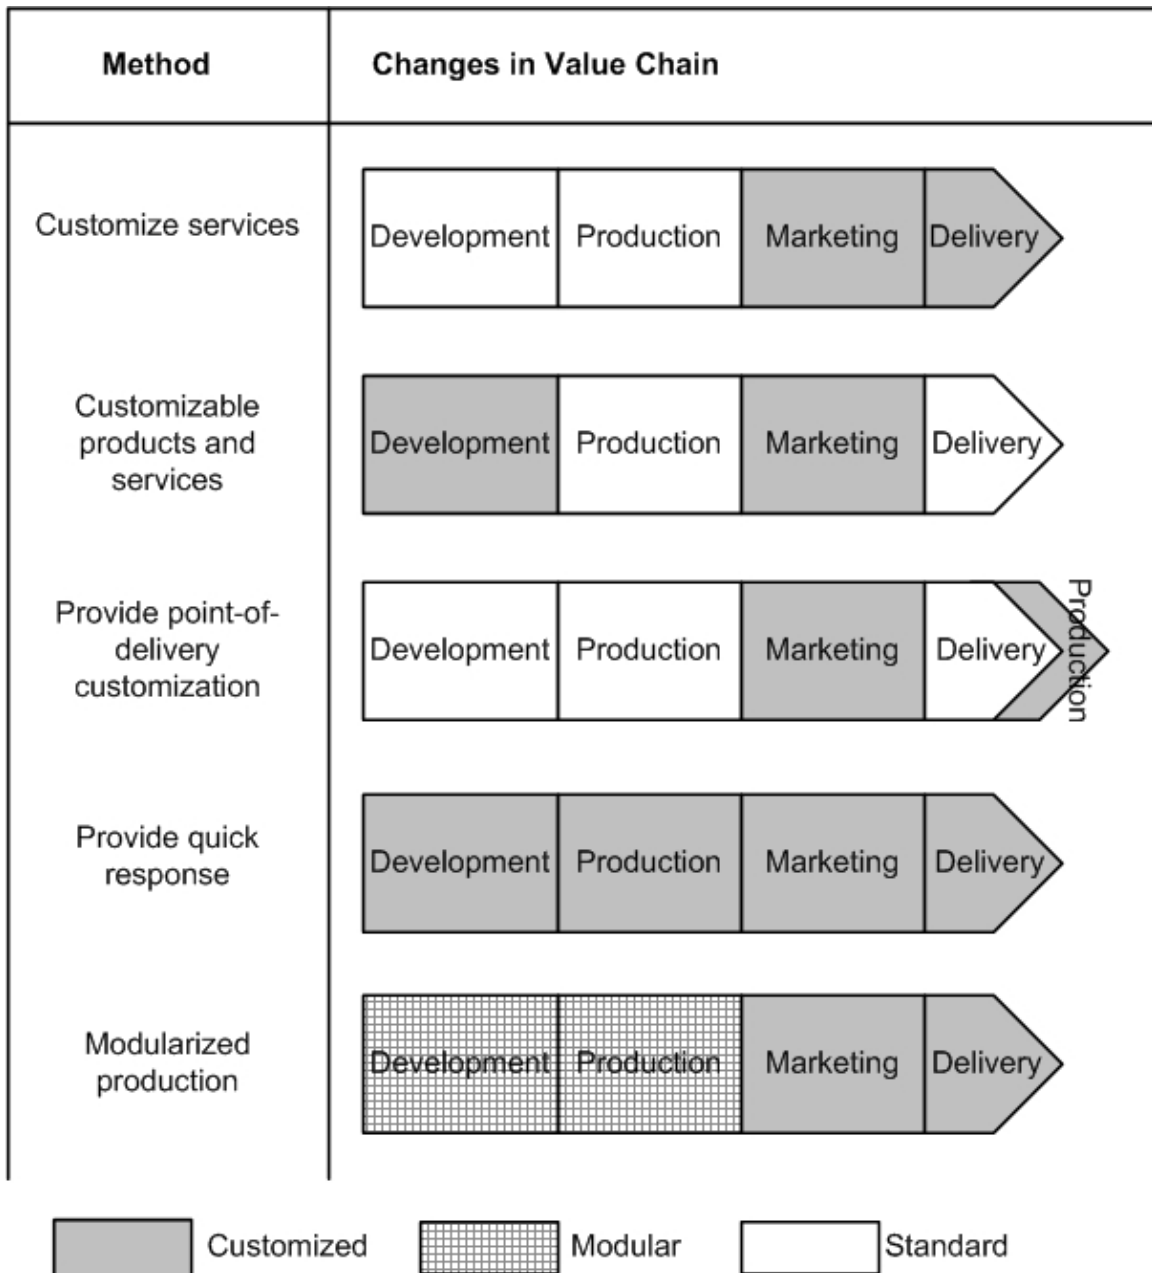 Method
Changes in Value Chain
Customize services
Development Production Marketing Delivery
Customizable
products and
services
Development Production Marketing Delivery
Provide point-of-
delivery
customization
Development Production Marketing Delivery Production
Provide quick
response
Development Production Marketing Delivery
Modularized
production
Development Production Marketing Delivery
Customized Modular Standard